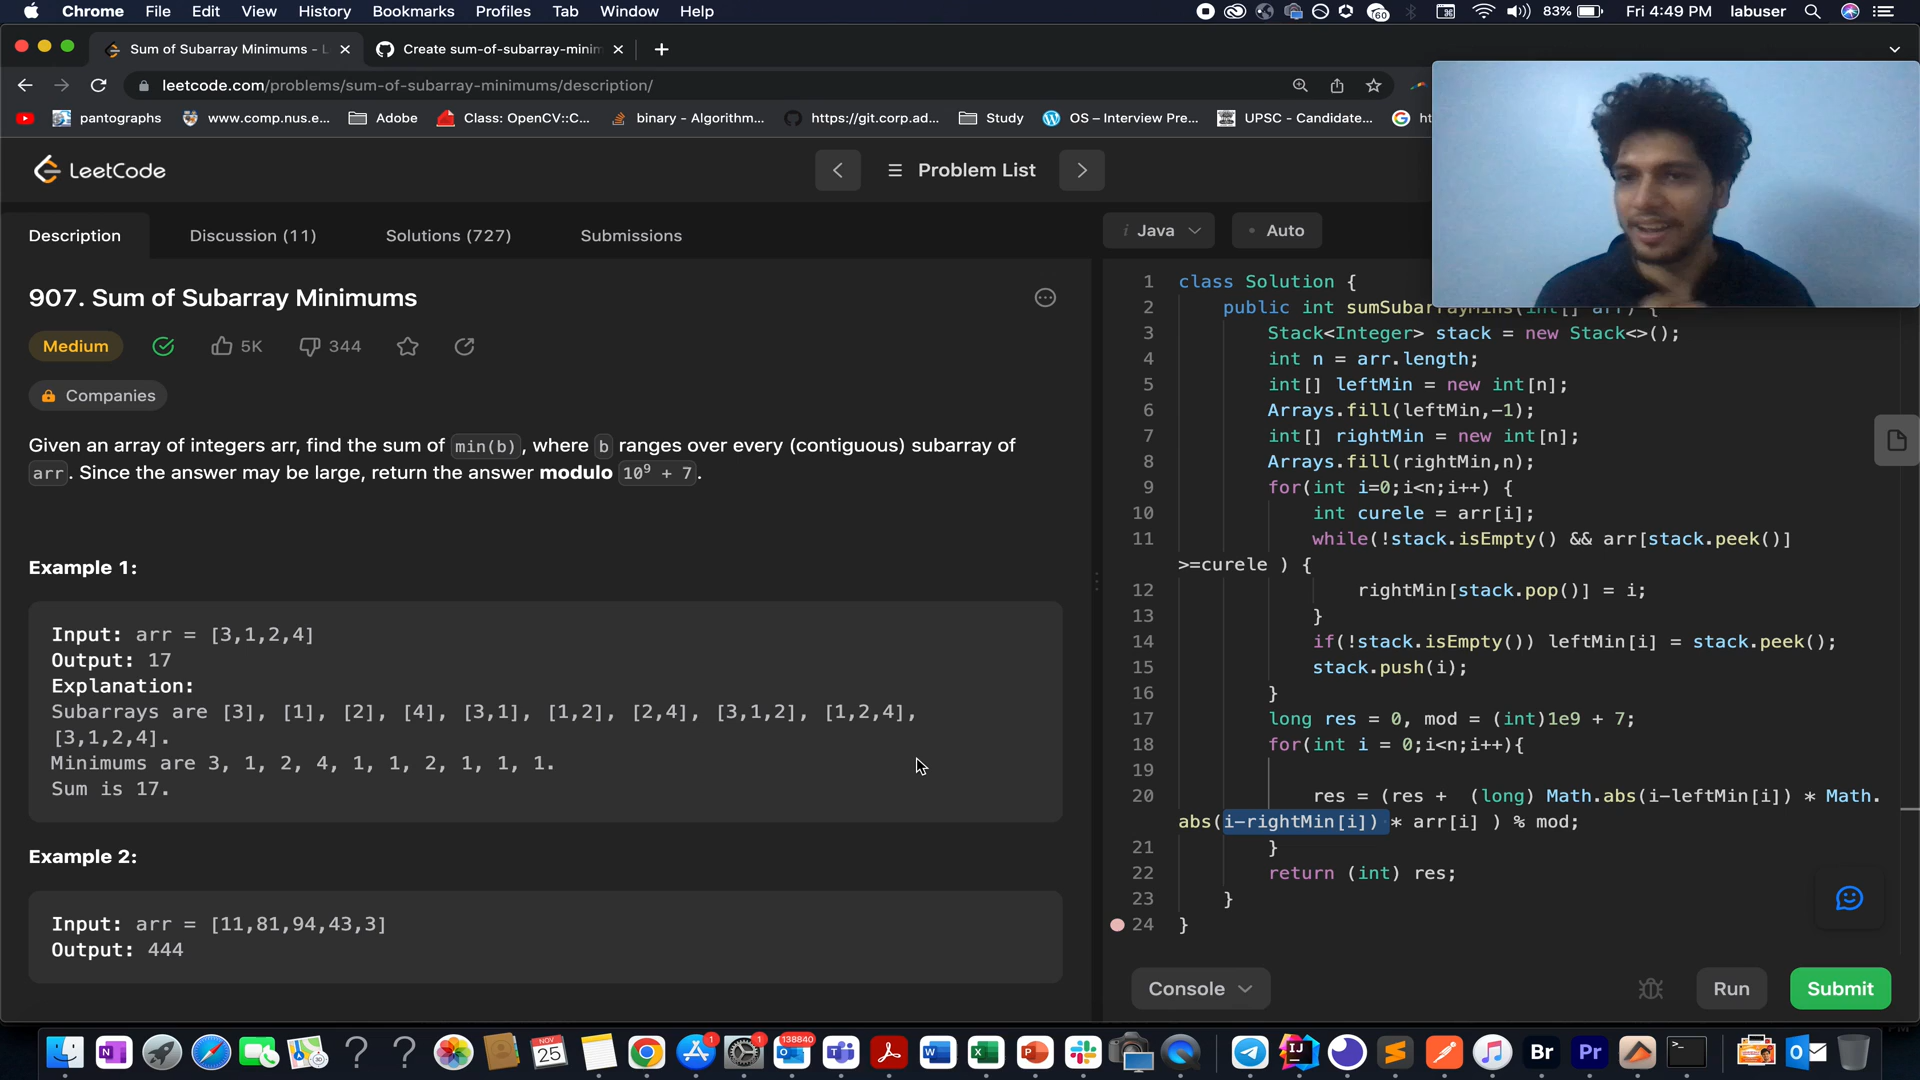 Chrome File Edit View History Bookmarks Profiles Tab Window Help
60 83% Fri 4:49 PM labuser
Sum of Subarray Minimums - L
Create sum-of-subarray-minim
leetcode.com/problems/sum-of-subarray-minimums/description/
pantographs www.comp.nus.e... Adobe Class: OpenCV::C... binary - Algorithm... https://git.corp.ad... Study OS – Interview Pre... UPSC - Candidate... ht
LeetCode
Problem List
Description Discussion (11) Solutions (727) Submissions
i Java Auto
907. Sum of Subarray Minimums
Medium 5K 344
Companies
Given an array of integers arr, find the sum of min(b), where b ranges over every (contiguous) subarray of
arr. Since the answer may be large, return the answer modulo 10⁹ + 7.
Example 1:
Input: arr = [3,1,2,4]
Output: 17
Explanation:
Subarrays are [3], [1], [2], [4], [3,1], [1,2], [2,4], [3,1,2], [1,2,4],
[3,1,2,4].
Minimums are 3, 1, 2, 4, 1, 1, 2, 1, 1, 1.
Sum is 17.
Example 2:
Input: arr = [11,81,94,43,3]
Output: 444
1 class Solution {
2 public int sumSubarrayMins(int[] arr) {
3 Stack<Integer> stack = new Stack<>();
4 int n = arr.length;
5 int[] leftMin = new int[n];
6 Arrays.fill(leftMin,-1);
7 int[] rightMin = new int[n];
8 Arrays.fill(rightMin,n);
9 for(int i=0;i<n;i++) {
10 int curele = arr[i];
11 while(!stack.isEmpty() && arr[stack.peek()]
>=curele ) {
12 rightMin[stack.pop()] = i;
13 }
14 if(!stack.isEmpty()) leftMin[i] = stack.peek();
15 stack.push(i);
16 }
17 long res = 0, mod = (int)1e9 + 7;
18 for(int i = 0;i<n;i++){
19
20 res = (res + (long) Math.abs(i-leftMin[i]) * Math.
abs(i-rightMin[i]) * arr[i] ) % mod;
21 }
22 return (int) res;
23 }
24 }
Console Run Submit
NOV 25 1 1 138840 Br Pr